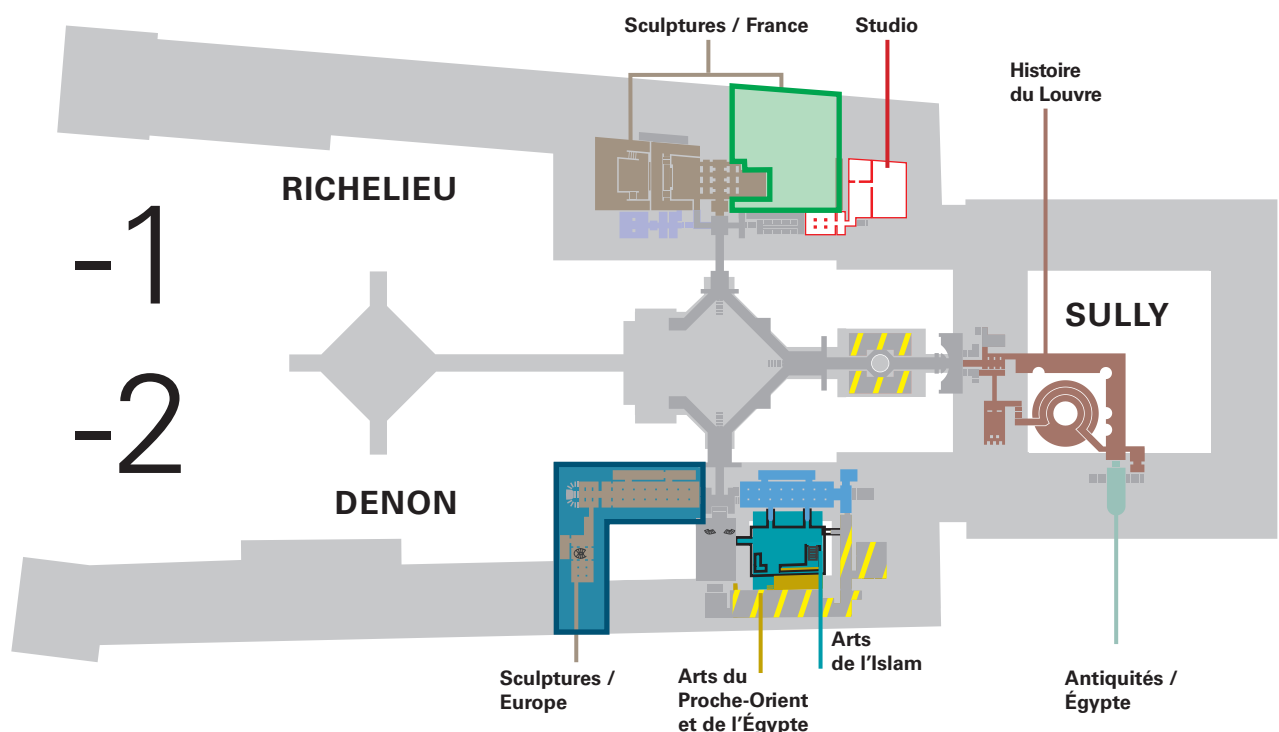 Sculptures / France
Studio
Histoire
du Louvre
RICHELIEU
-1
SULLY
-2
DENON
Sculptures /
Europe
Arts du
Proche-Orient
et de l’Égypte
Arts
de l’Islam
Antiquités /
Égypte